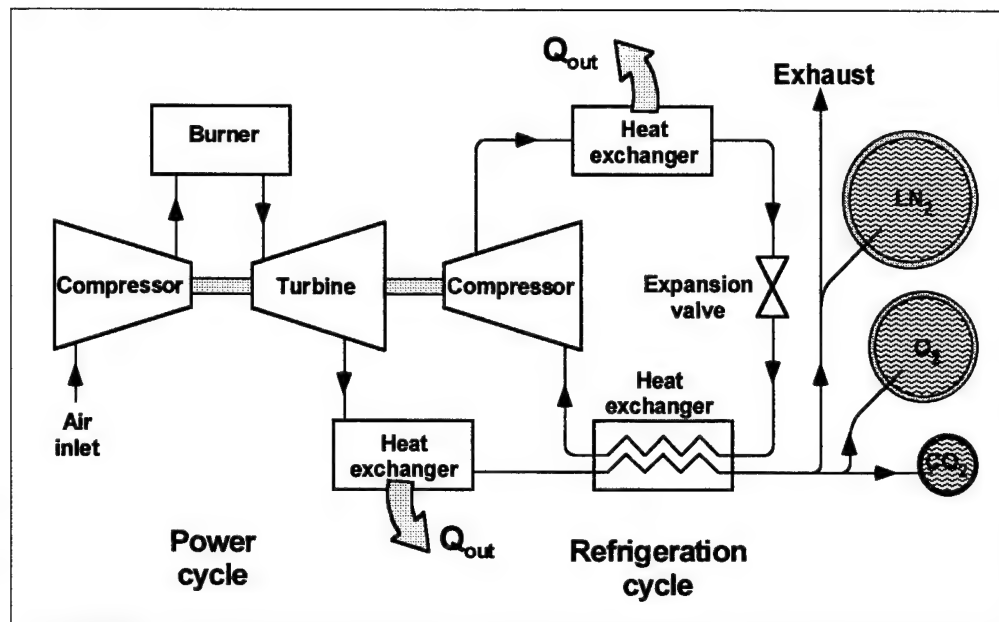 Q_out
Exhaust
Burner
Heat
exchanger
LN₂
Compressor
Turbine
Compressor
Expansion
valve
O₂
Heat
exchanger
Air
inlet
Heat
exchanger
CO₂
Q_out
Power
cycle
Refrigeration
cycle